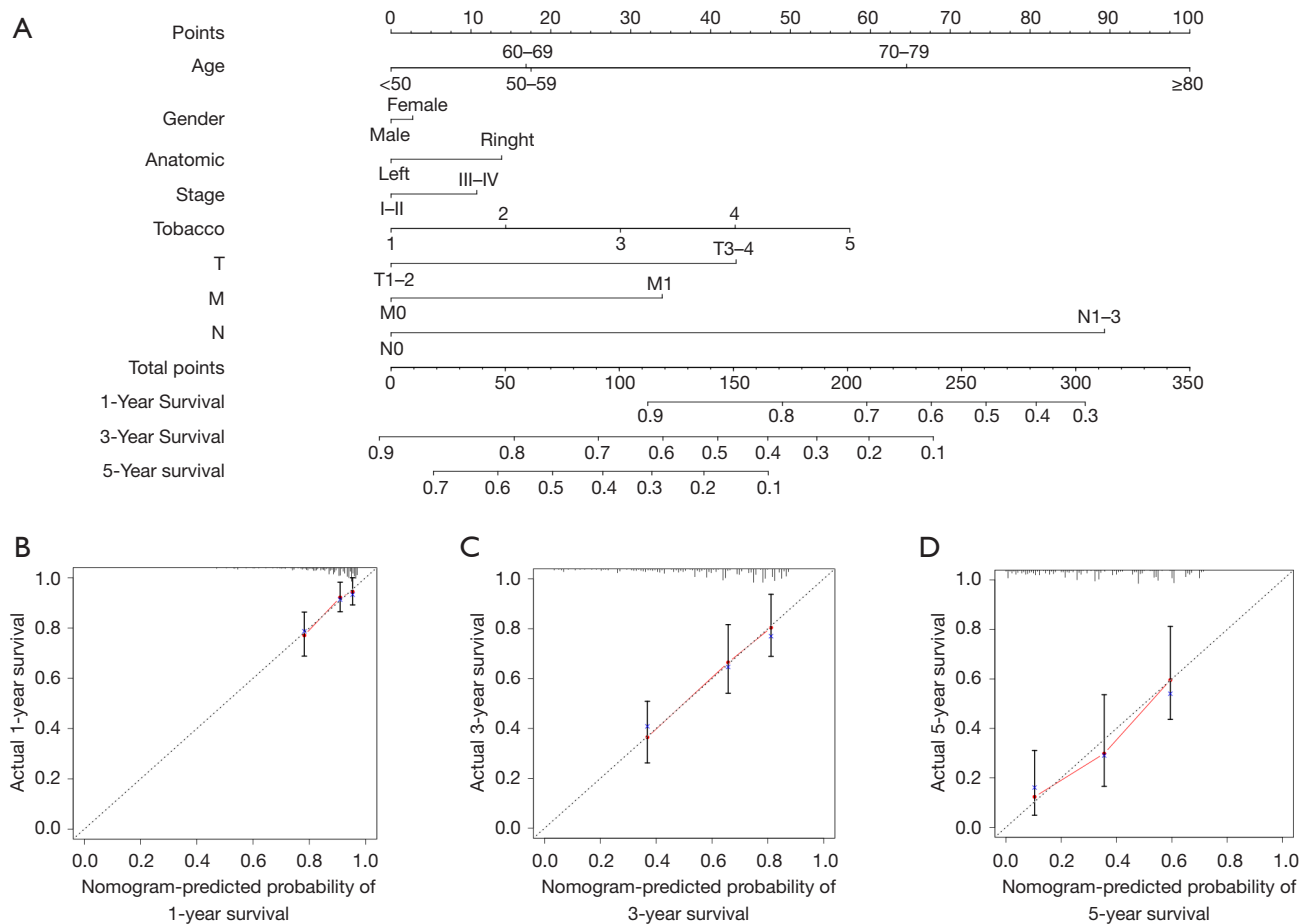 A
Points
0 10 20 30 40 50 60 70 80 90 100
Age
60–69 70–79
<50 50–59 ≥80
Gender
Female
Male
Anatomic
Ringht
Left
Stage
III–IV
I–II
Tobacco
2 4
1 3 5
T
T3–4
T1–2
M
M1
M0
N
N1–3
N0
Total points
0 50 100 150 200 250 300 350
1-Year Survival
0.9 0.8 0.7 0.6 0.5 0.4 0.3
3-Year Survival
0.9 0.8 0.7 0.6 0.5 0.4 0.3 0.2 0.1
5-Year survival
0.7 0.6 0.5 0.4 0.3 0.2 0.1
B
Actual 1-year survival
1.0
0.8
0.6
0.4
0.2
0.0
0.0 0.2 0.4 0.6 0.8 1.0
Nomogram-predicted probability of
1-year survival
C
Actual 3-year survival
1.0
0.8
0.6
0.4
0.2
0.0
0.0 0.2 0.4 0.6 0.8 1.0
Nomogram-predicted probability of
3-year survival
D
Actual 5-year survival
1.0
0.8
0.6
0.4
0.2
0.0
0.0 0.2 0.4 0.6 0.8 1.0
Nomogram-predicted probability of
5-year survival